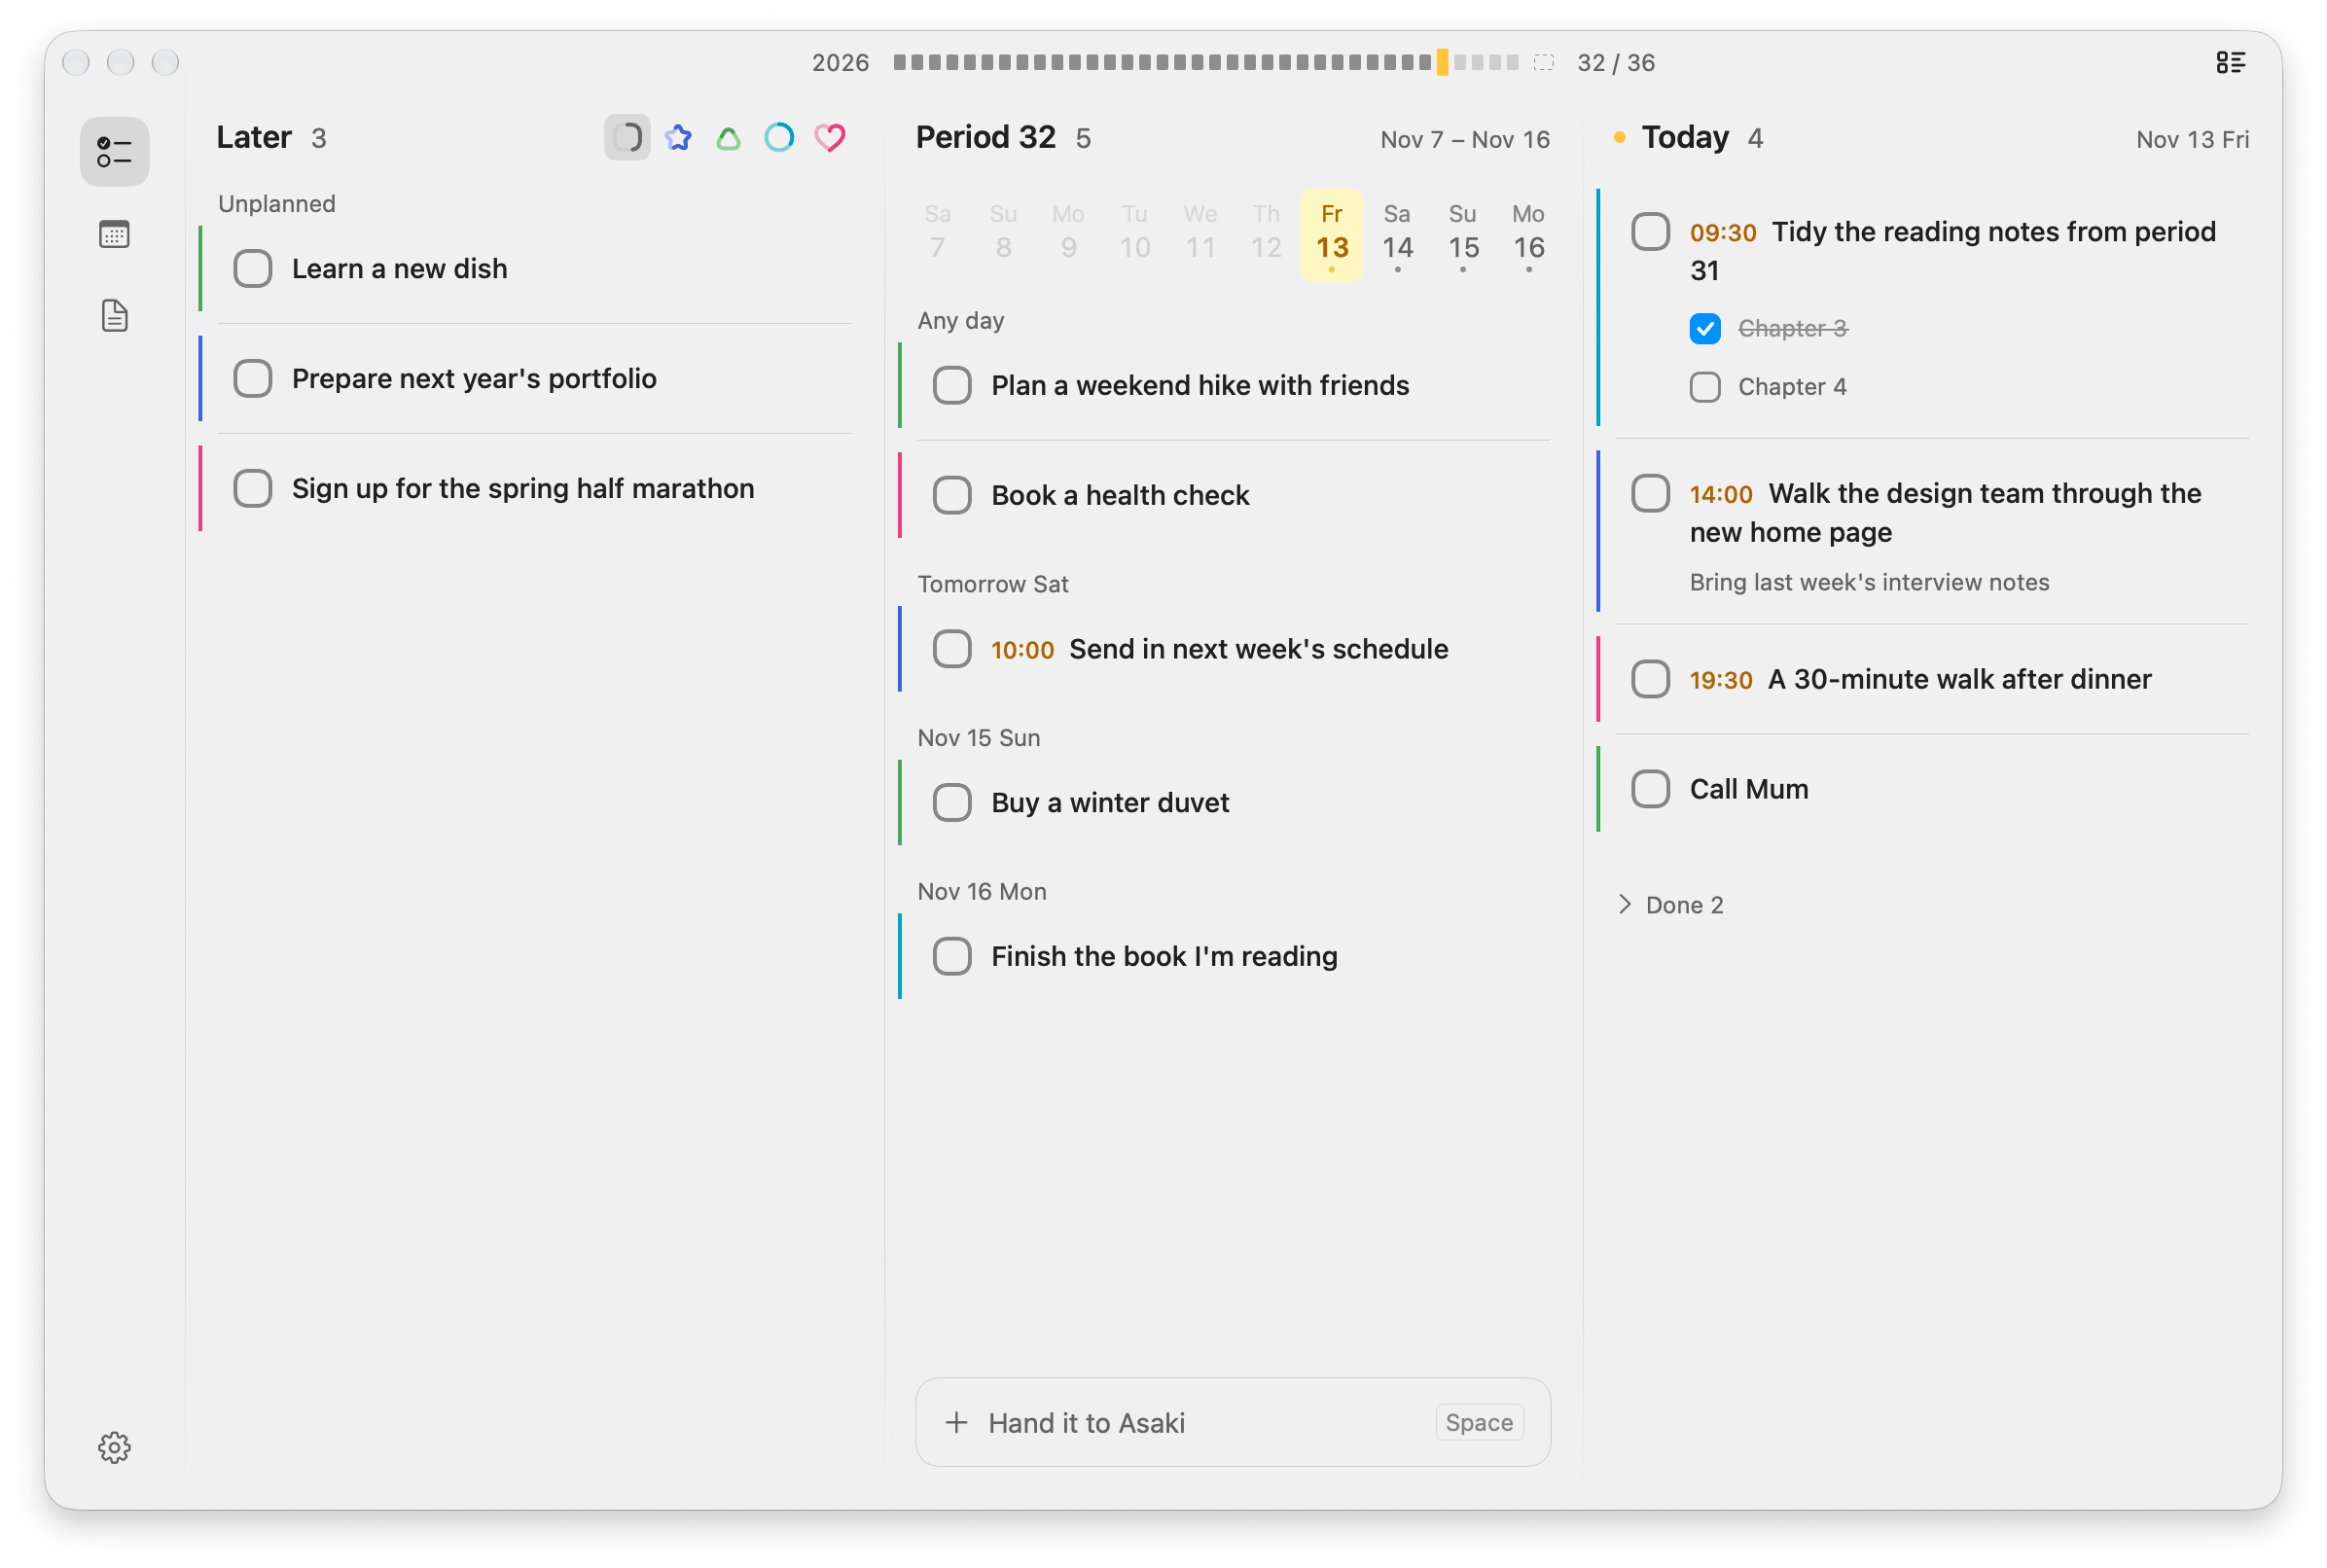 2026
32 / 36
Later 3
Unplanned
Learn a new dish
Prepare next year's portfolio
Sign up for the spring half marathon
Period 32 5
Nov 7 – Nov 16
Sa Su Mo Tu We Th Fr Sa Su Mo
7 8 9 10 11 12 13 14 15 16
Any day
Plan a weekend hike with friends
Book a health check
Tomorrow Sat
10:00 Send in next week's schedule
Nov 15 Sun
Buy a winter duvet
Nov 16 Mon
Finish the book I'm reading
Hand it to Asaki
Space
Today 4
Nov 13 Fri
09:30 Tidy the reading notes from period
31
Chapter 3
Chapter 4
14:00 Walk the design team through the
new home page
Bring last week's interview notes
19:30 A 30-minute walk after dinner
Call Mum
Done 2